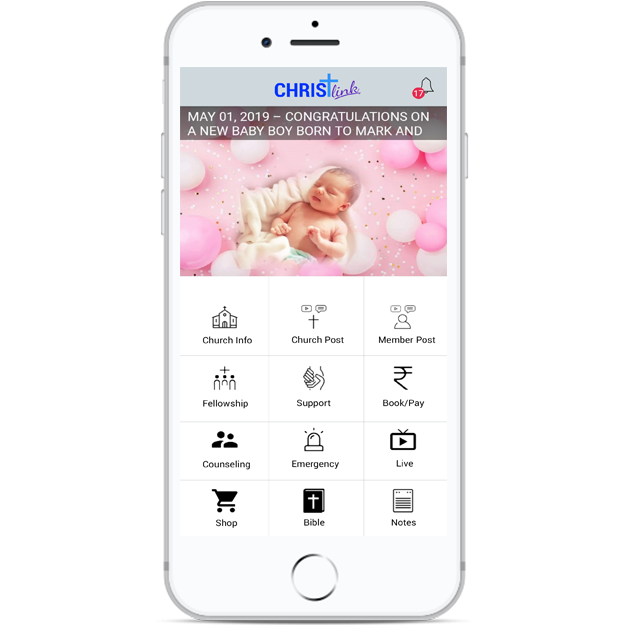 CHRISTlink
17
MAY 01, 2019 – CONGRATULATIONS ON
A NEW BABY BOY BORN TO MARK AND
Church Info
Church Post
Member Post
Fellowship
Support
Book/Pay
Counseling
Emergency
Live
Shop
Bible
Notes